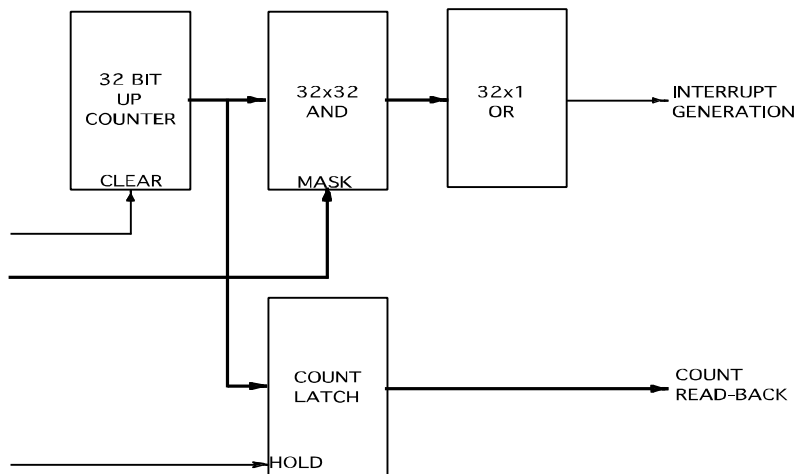 32 BIT
UP
COUNTER
CLEAR
32x32
AND
MASK
32x1
OR
INTERRUPT
GENERATION
COUNT
LATCH
HOLD
COUNT
READ-BACK